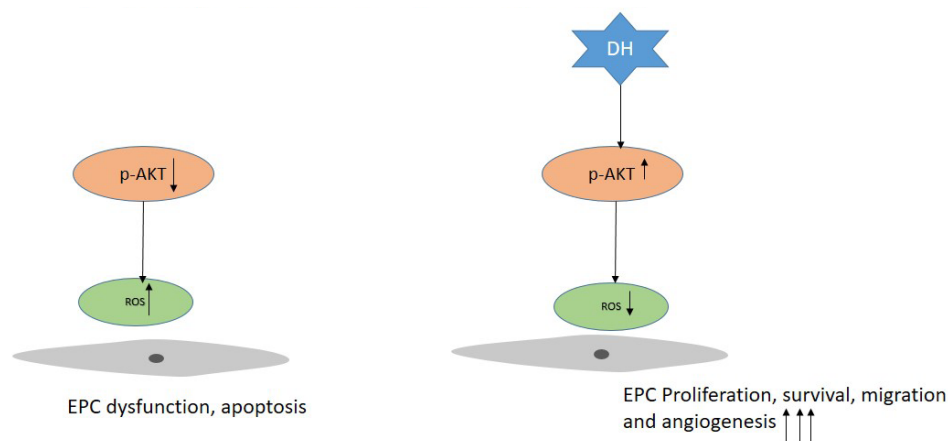 DH
p-AKT
p-AKT
ROS
ROS
EPC dysfunction, apoptosis
EPC Proliferation, survival, migration
and angiogenesis